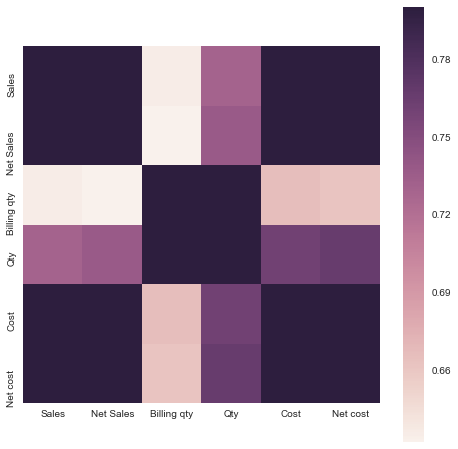 Sales
Net Sales
Billing qty
Qty
Cost
Net cost
Sales Net Sales Billing qty Qty Cost Net cost
0.78
0.75
0.72
0.69
0.66